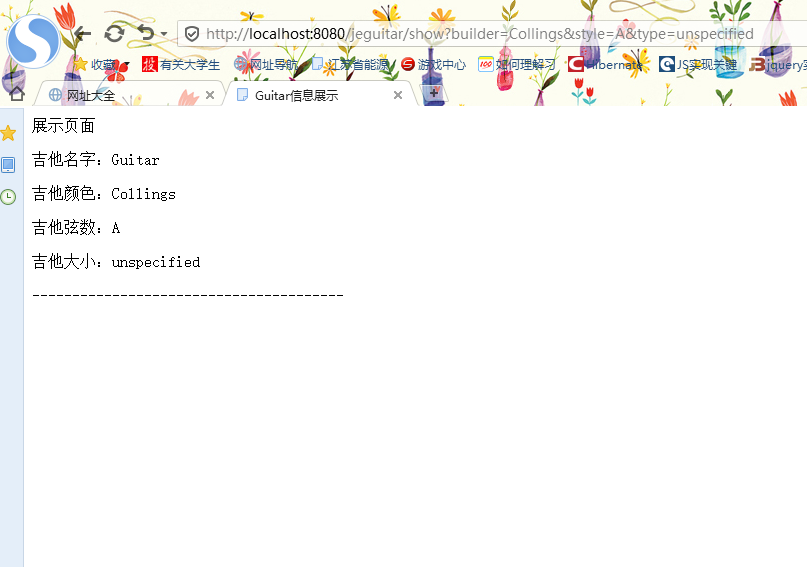 http://localhost:8080/jeguitar/show?builder=Collings&style=A&type=unspecified
收藏 有关大学生 网址导航 江苏省能源 游戏中心 如何理解习 Hibernate JS实现关键 jquery实
网址大全 Guitar信息展示
展示页面
吉他名字：Guitar
吉他颜色：Collings
吉他弦数：A
吉他大小：unspecified
---------------------------------------